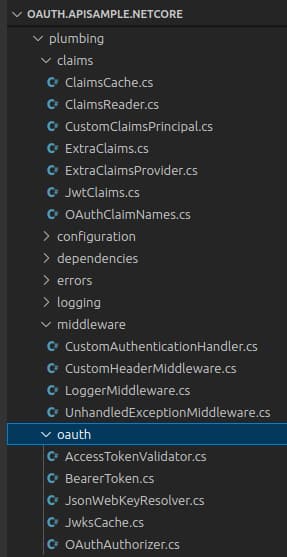 OAUTH.APISAMPLE.NETCORE
plumbing
claims
C# ClaimsCache.cs
C# ClaimsReader.cs
C# CustomClaimsPrincipal.cs
C# ExtraClaims.cs
C# ExtraClaimsProvider.cs
C# JwtClaims.cs
C# OAuthClaimNames.cs
configuration
dependencies
errors
logging
middleware
C# CustomAuthenticationHandler.cs
C# CustomHeaderMiddleware.cs
C# LoggerMiddleware.cs
C# UnhandledExceptionMiddleware.cs
oauth
C# AccessTokenValidator.cs
C# BearerToken.cs
C# JsonWebKeyResolver.cs
C# JwksCache.cs
C# OAuthAuthorizer.cs